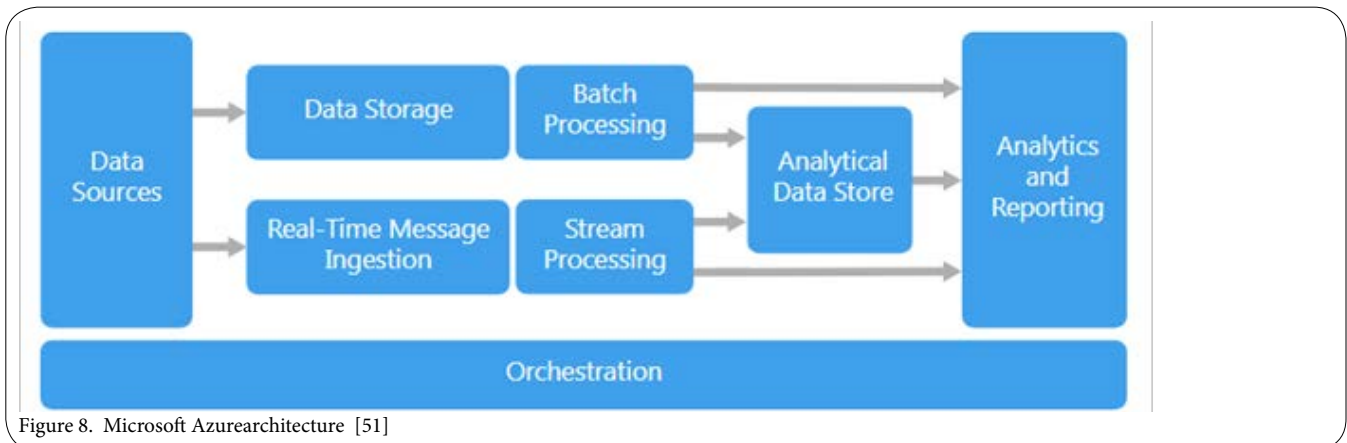 Data
Sources
Data Storage
Batch
Processing
Real-Time Message
Ingestion
Stream
Processing
Analytical
Data Store
Analytics
and
Reporting
Orchestration
Figure 8. Microsoft Azurearchitecture [51]